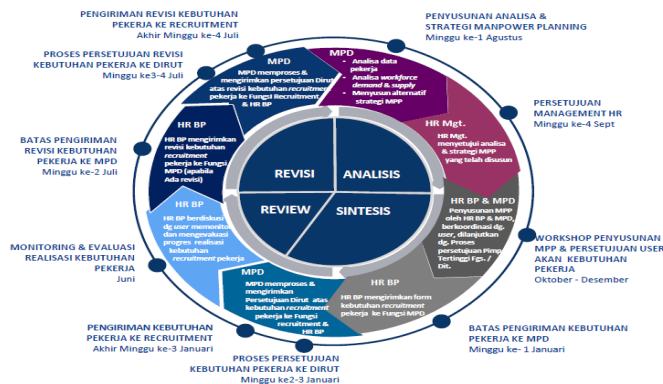 PENGIRIMAN REVISI KEBUTUHAN
PEKERJA KE RECRUITMENT
Akhir Minggu ke-4 Juli
PENYUSUNAN ANALISA &
STRATEGI MANPOWER PLANNING
Minggu ke-1 Agustus
PROSES PERSETUJUAN REVISI
KEBUTUHAN PEKERJA KE DIRUT
Minggu ke3-4 Juli
MPD
MPD memproses &
mengirimkan persetujuan Dirut
atas revisi kebutuhan recruitment
pekerja ke Fungsi Recruitment
& HR BP
MPD
- Analisa data
pekerja
- Analisa workforce
demand & supply
- Menyusun alternatif
strategi MPP
PERSETUJUAN
MANAGEMENT HR
Minggu ke-4 Sept
HR Mgt.
HR Mgt.
menyetujui analisa
& strategi MPP
yang telah disusun
HR BP
HR BP mengirimkan
revisi kebutuhan
recruitment
pekerja ke Fungsi
MPD (apabila
Ada revisi)
BATAS PENGIRIMAN
REVISI KEBUTUHAN
PEKERJA KE MPD
Minggu ke-2 Juli
REVISI
ANALISIS
REVIEW
SINTESIS
HR BP & MPD
Penyusunan MPP
oleh HR BP & MPD,
berkoordinasi dg.
user, dilanjutkan
dg. Proses
persetujuan Pimp.
Tertinggi Fgs. /
Dit.
HR BP
HR BP berdiskusi
dg user memonitor
dan mengevaluasi
progres realisasi
kebutuhan
recruitment pekerja
MONITORING & EVALUASI
REALISASI KEBUTUHAN
PEKERJA
Juni
WORKSHOP PENYUSUNAN
MPP & PERSETUJUAN USER
AKAN KEBUTUHAN
PEKERJA
Oktober - Desember
MPD
MPD memproses &
mengirimkan
Persetujuan Dirut atas
kebutuhan recruitment
pekerja ke Fungsi
recruitment &
HR BP
HR BP
HR BP mengirimkan form
kebutuhan recruitment
pekerja ke Fungsi MPD
PENGIRIMAN KEBUTUHAN
PEKERJA KE RECRUITMENT
Akhir Minggu ke-3 Januari
BATAS PENGIRIMAN KEBUTUHAN
PEKERJA KE MPD
Minggu ke- 1 Januari
PROSES PERSETUJUAN
KEBUTUHAN PEKERJA KE DIRUT
Minggu ke2-3 Januari